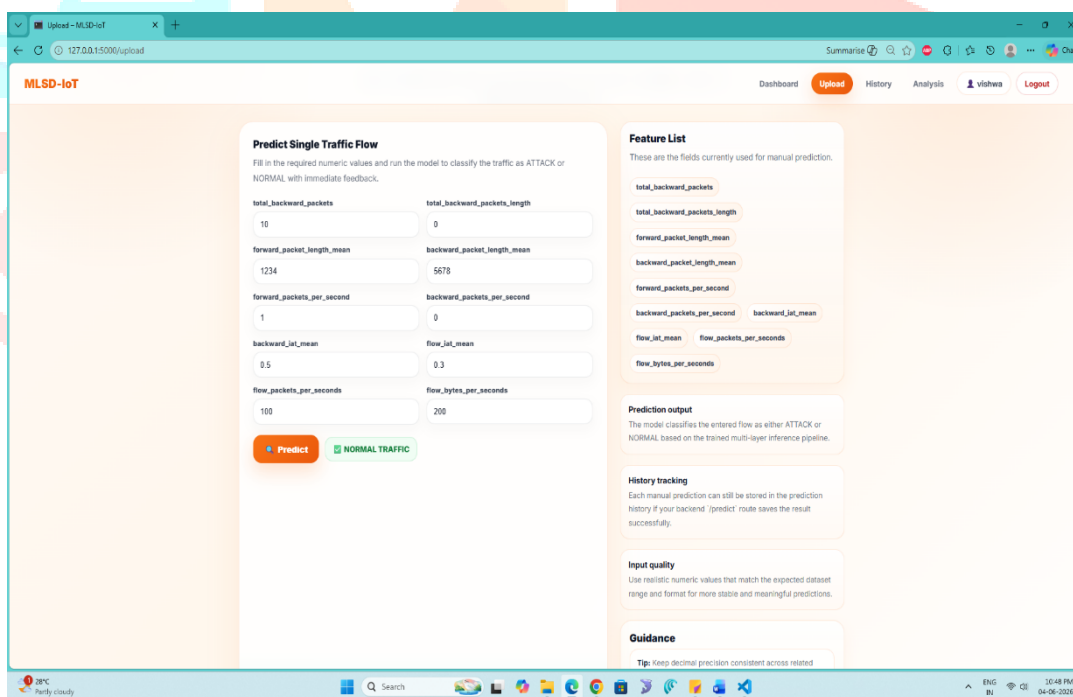 Upload – MLSD-IoT
127.0.0.1:5000/upload
Summarise
MLSD-IoT
Dashboard
Upload
History
Analysis
vishwa
Logout
Predict Single Traffic Flow
Fill in the required numeric values and run the model to classify the traffic as ATTACK or
NORMAL with immediate feedback.
total_backward_packets
total_backward_packets_length
10
0
forward_packet_length_mean
backward_packet_length_mean
1234
5678
forward_packets_per_second
backward_packets_per_second
1
0
backward_iat_mean
flow_iat_mean
0.5
0.3
flow_packets_per_seconds
flow_bytes_per_seconds
100
200
Predict
NORMAL TRAFFIC
Feature List
These are the fields currently used for manual prediction.
total_backward_packets
total_backward_packets_length
forward_packet_length_mean
backward_packet_length_mean
forward_packets_per_second
backward_packets_per_second
backward_iat_mean
flow_iat_mean
flow_packets_per_seconds
flow_bytes_per_seconds
Prediction output
The model classifies the entered flow as either ATTACK or
NORMAL based on the trained multi-layer inference pipeline.
History tracking
Each manual prediction can still be stored in the prediction
history if your backend `/predict` route saves the result
successfully.
Input quality
Use realistic numeric values that match the expected dataset
range and format for more stable and meaningful predictions.
Guidance
Tip: Keep decimal precision consistent across related
1
28°C
Partly cloudy
Search
ENG
IN
10:48 PM